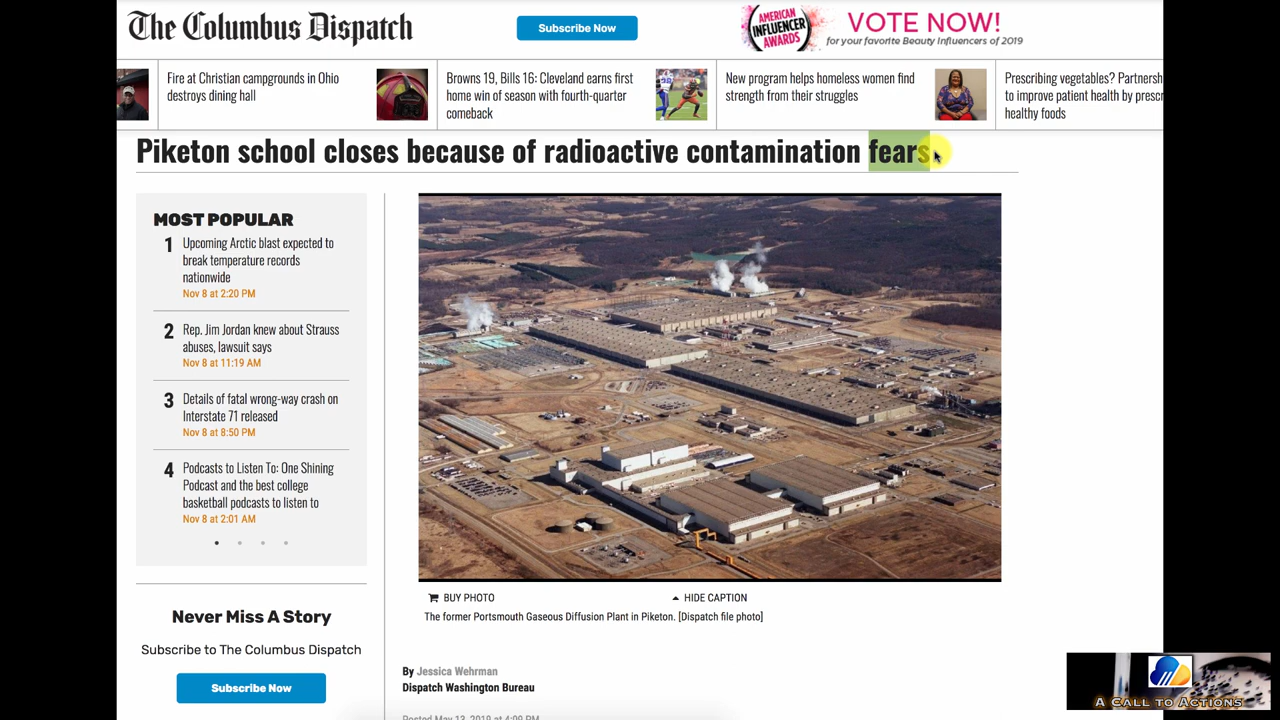 The Columbus Dispatch
Subscribe Now
AMERICAN
INFLUENCER
AWARDS
VOTE NOW!
for your favorite Beauty Influencers of 2019
Fire at Christian campgrounds in Ohio
destroys dining hall
Browns 19, Bills 16: Cleveland earns first
home win of season with fourth-quarter
comeback
New program helps homeless women find
strength from their struggles
Prescribing vegetables? Partnersh
to improve patient health by prescr
healthy foods
Piketon school closes because of radioactive contamination fears
MOST POPULAR
1 Upcoming Arctic blast expected to
break temperature records
nationwide
Nov 8 at 2:20 PM
2 Rep. Jim Jordan knew about Strauss
abuses, lawsuit says
Nov 8 at 11:19 AM
3 Details of fatal wrong-way crash on
Interstate 71 released
Nov 8 at 8:50 PM
4 Podcasts to Listen To: One Shining
Podcast and the best college
basketball podcasts to listen to
Nov 8 at 2:01 AM
Never Miss A Story
Subscribe to The Columbus Dispatch
Subscribe Now
BUY PHOTO
HIDE CAPTION
The former Portsmouth Gaseous Diffusion Plant in Piketon. [Dispatch file photo]
By Jessica Wehrman
Dispatch Washington Bureau
Posted May 13, 2019 at 4:09 PM
A CALL TO ACTIONS